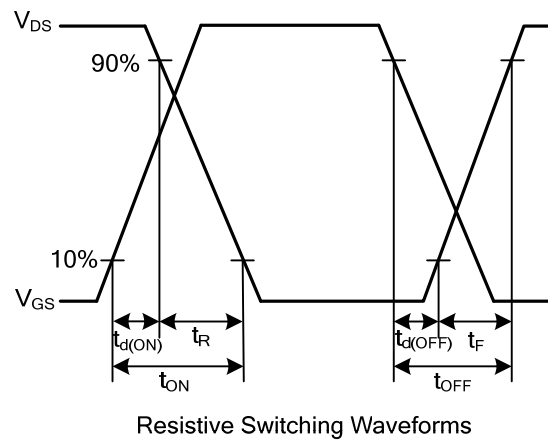 VDS
90%
10%
VGS
td(ON) tR td(OFF) tF
tON tOFF
Resistive Switching Waveforms